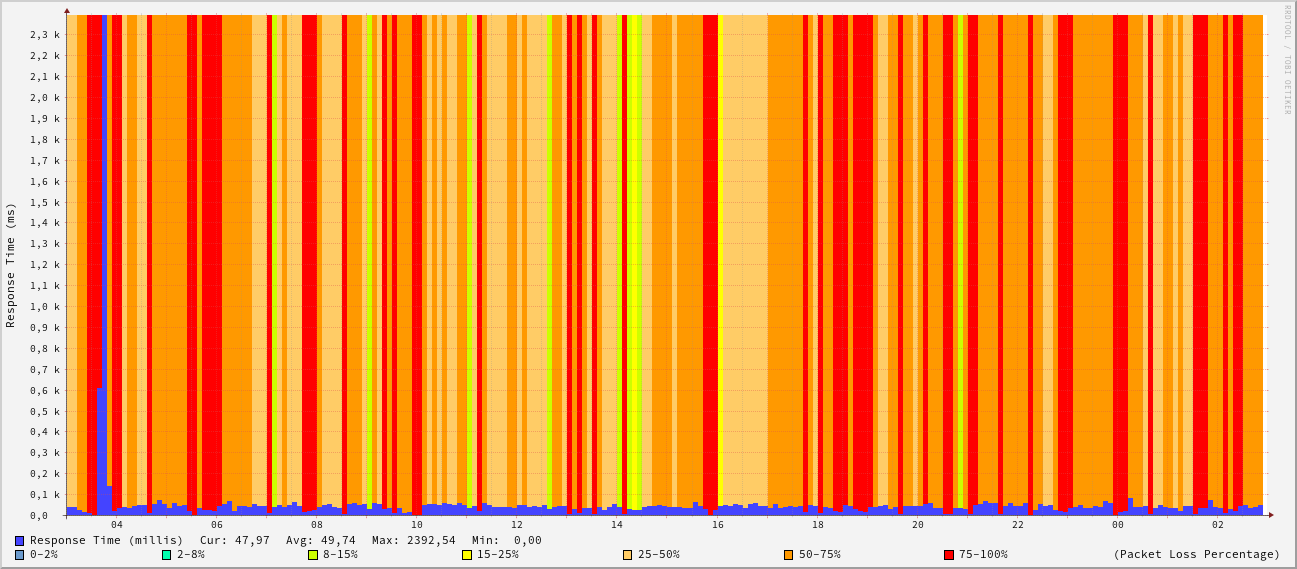 RRDTOOL / TOBI OETIKER
Response Time (ms)
2,3 k
2,2 k
2,1 k
2,0 k
1,9 k
1,8 k
1,7 k
1,6 k
1,5 k
1,4 k
1,3 k
1,2 k
1,1 k
1,0 k
0,9 k
0,8 k
0,7 k
0,6 k
0,5 k
0,4 k
0,3 k
0,2 k
0,1 k
0,0
04 06 08 10 12 14 16 18 20 22 00 02
Response Time (millis) Cur: 47,97 Avg: 49,74 Max: 2392,54 Min: 0,00
0-2% 2-8% 8-15% 15-25% 25-50% 50-75% 75-100% (Packet Loss Percentage)